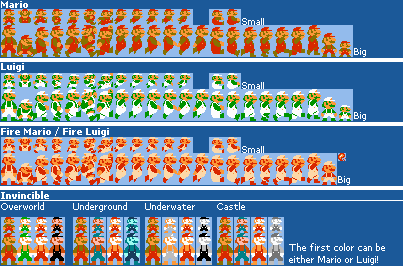 Mario
Small
Big
Luigi
Small
Big
Fire Mario / Fire Luigi
Small
Big
Invincible
Overworld Underground Underwater Castle
The first color can be
either Mario or Luigi!